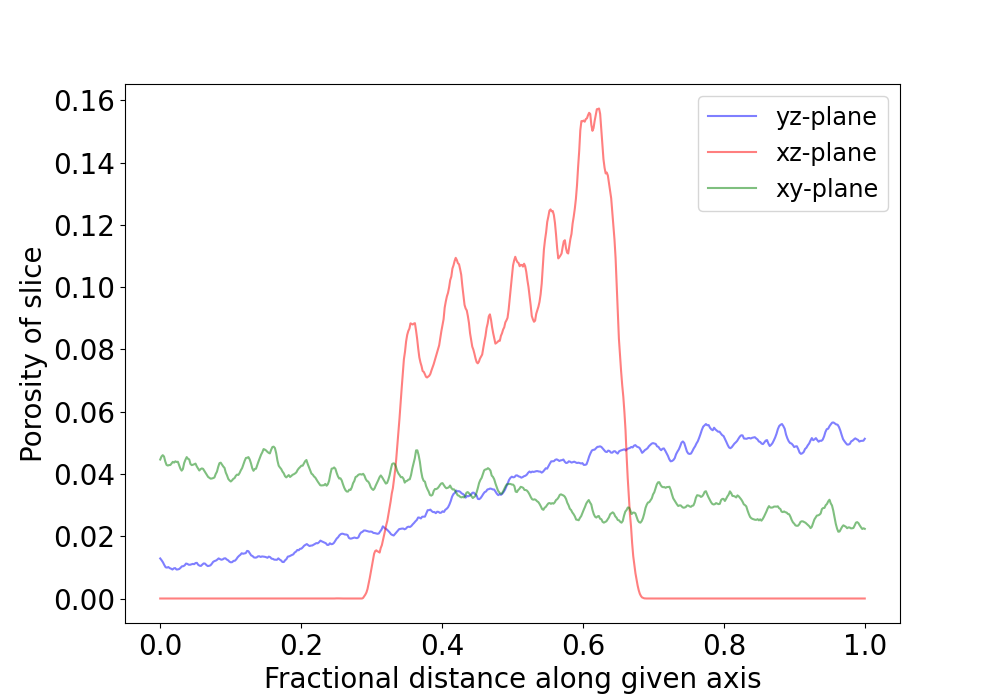 0.16
0.14
0.12
0.10
0.08
0.06
0.04
0.02
0.00
Porosity of slice
yz-plane
xz-plane
xy-plane
0.0 0.2 0.4 0.6 0.8 1.0
Fractional distance along given axis